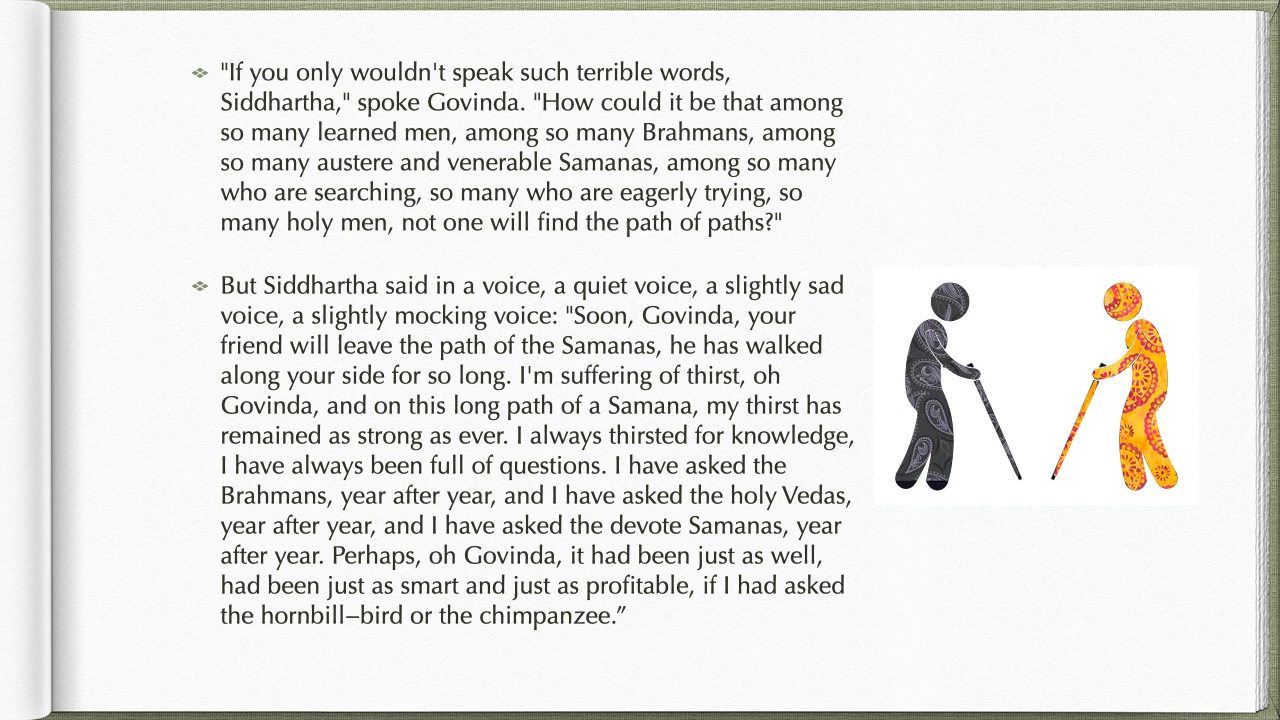 "If you only wouldn't speak such terrible words,
Siddhartha," spoke Govinda. "How could it be that among
so many learned men, among so many Brahmans, among
so many austere and venerable Samanas, among so many
who are searching, so many who are eagerly trying, so
many holy men, not one will find the path of paths?"
But Siddhartha said in a voice, a quiet voice, a slightly sad
voice, a slightly mocking voice: "Soon, Govinda, your
friend will leave the path of the Samanas, he has walked
along your side for so long. I'm suffering of thirst, oh
Govinda, and on this long path of a Samana, my thirst has
remained as strong as ever. I always thirsted for knowledge,
I have always been full of questions. I have asked the
Brahmans, year after year, and I have asked the holy Vedas,
year after year, and I have asked the devote Samanas, year
after year. Perhaps, oh Govinda, it had been just as well,
had been just as smart and just as profitable, if I had asked
the hornbill—bird or the chimpanzee.”